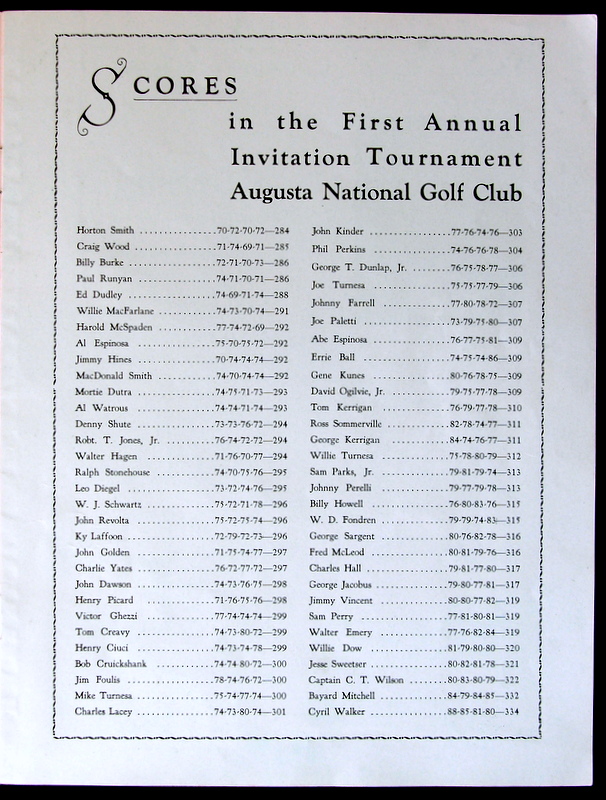 SCORES
in the First Annual
Invitation Tournament
Augusta National Golf Club
Horton Smith ...............70-72-70-72—284
Craig Wood ...............71-74-69-71—285
Billy Burke ...............72-71-70-73—286
Paul Runyan ...............74-71-70-71—286
Ed Dudley ...............74-69-71-74—288
Willie MacFarlane ...........74-73-70-74—291
Harold McSpaden ...........77-74-72-69—292
Al Espinosa ...............75-70-75-72—292
Jimmy Hines ...............70-74-74-74—292
MacDonald Smith ...........74-70-74-74—292
Mortie Dutra ...............74-75-71-73—293
Al Watrous ...............74-74-71-74—293
Denny Shute ...............73-73-76-72—294
Robt. T. Jones, Jr. ...........76-74-72-72—294
Walter Hagen ...............71-76-70-77—294
Ralph Stonehouse ...........74-70-75-76—295
Leo Diegel ...............73-72-74-76—295
W. J. Schwartz ...........75-72-71-78—296
John Revolta ...............75-72-75-74—296
Ky Laffoon ...............72-79-72-73—296
John Golden ...............71-75-74-77—297
Charlie Yates ...............76-72-77-72—297
John Dawson ...............74-73-76-75—298
Henry Picard ...............71-76-75-76—298
Victor Ghezzi ...............77-74-74-74—299
Tom Creavy ...............74-73-80-72—299
Henry Ciuci ...............74-73-74-78—299
Bob Cruickshank ...........74-74-80-72—300
Jim Foulis ...............78-74-76-72—300
Mike Turnesa ...............75-74-77-74—300
Charles Lacey ...............74-73-80-74—301
John Kinder ...............77-76-74-76—303
Phil Perkins ...............74-76-76-78—304
George T. Dunlap, Jr. ........76-75-78-77—306
Joe Turnesa ...............75-75-77-79—306
Johnny Farrell ...............77-80-78-72—307
Joe Paletti ...............73-79-75-80—307
Abe Espinosa ...............76-77-75-81—309
Errie Ball ...............74-75-74-86—309
Gene Kunes ...............80-76-78-75—309
David Ogilvie, Jr. ...........79-75-77-78—309
Tom Kerrigan ...............76-79-77-78—310
Ross Sommerville ...........82-78-74-77—311
George Kerrigan ...........84-74-76-77—311
Willie Turnesa ...............75-78-80-79—312
Sam Parks, Jr. ...............79-81-79-74—313
Johnny Perelli ...............79-77-79-78—313
Billy Howell ...............76-80-83-76—315
W. D. Fondren ...............79-79-74-83—315
George Sargent ...............80-76-82-78—316
Fred McLeod ...............80-81-79-76—316
Charles Hall ...............79-81-77-80—317
George Jacobus ...............79-80-77-81—317
Jimmy Vincent ...............80-80-77-82—319
Sam Perry ...............77-81-80-81—319
Walter Emery ...............77-76-82-84—319
Willie Dow ...............81-79-80-80—320
Jesse Sweetser ...............80-82-81-78—321
Captain C. T. Wilson ........80-83-80-79—322
Bayard Mitchell ...............84-79-84-85—332
Cyril Walker ...............88-85-81-80—334